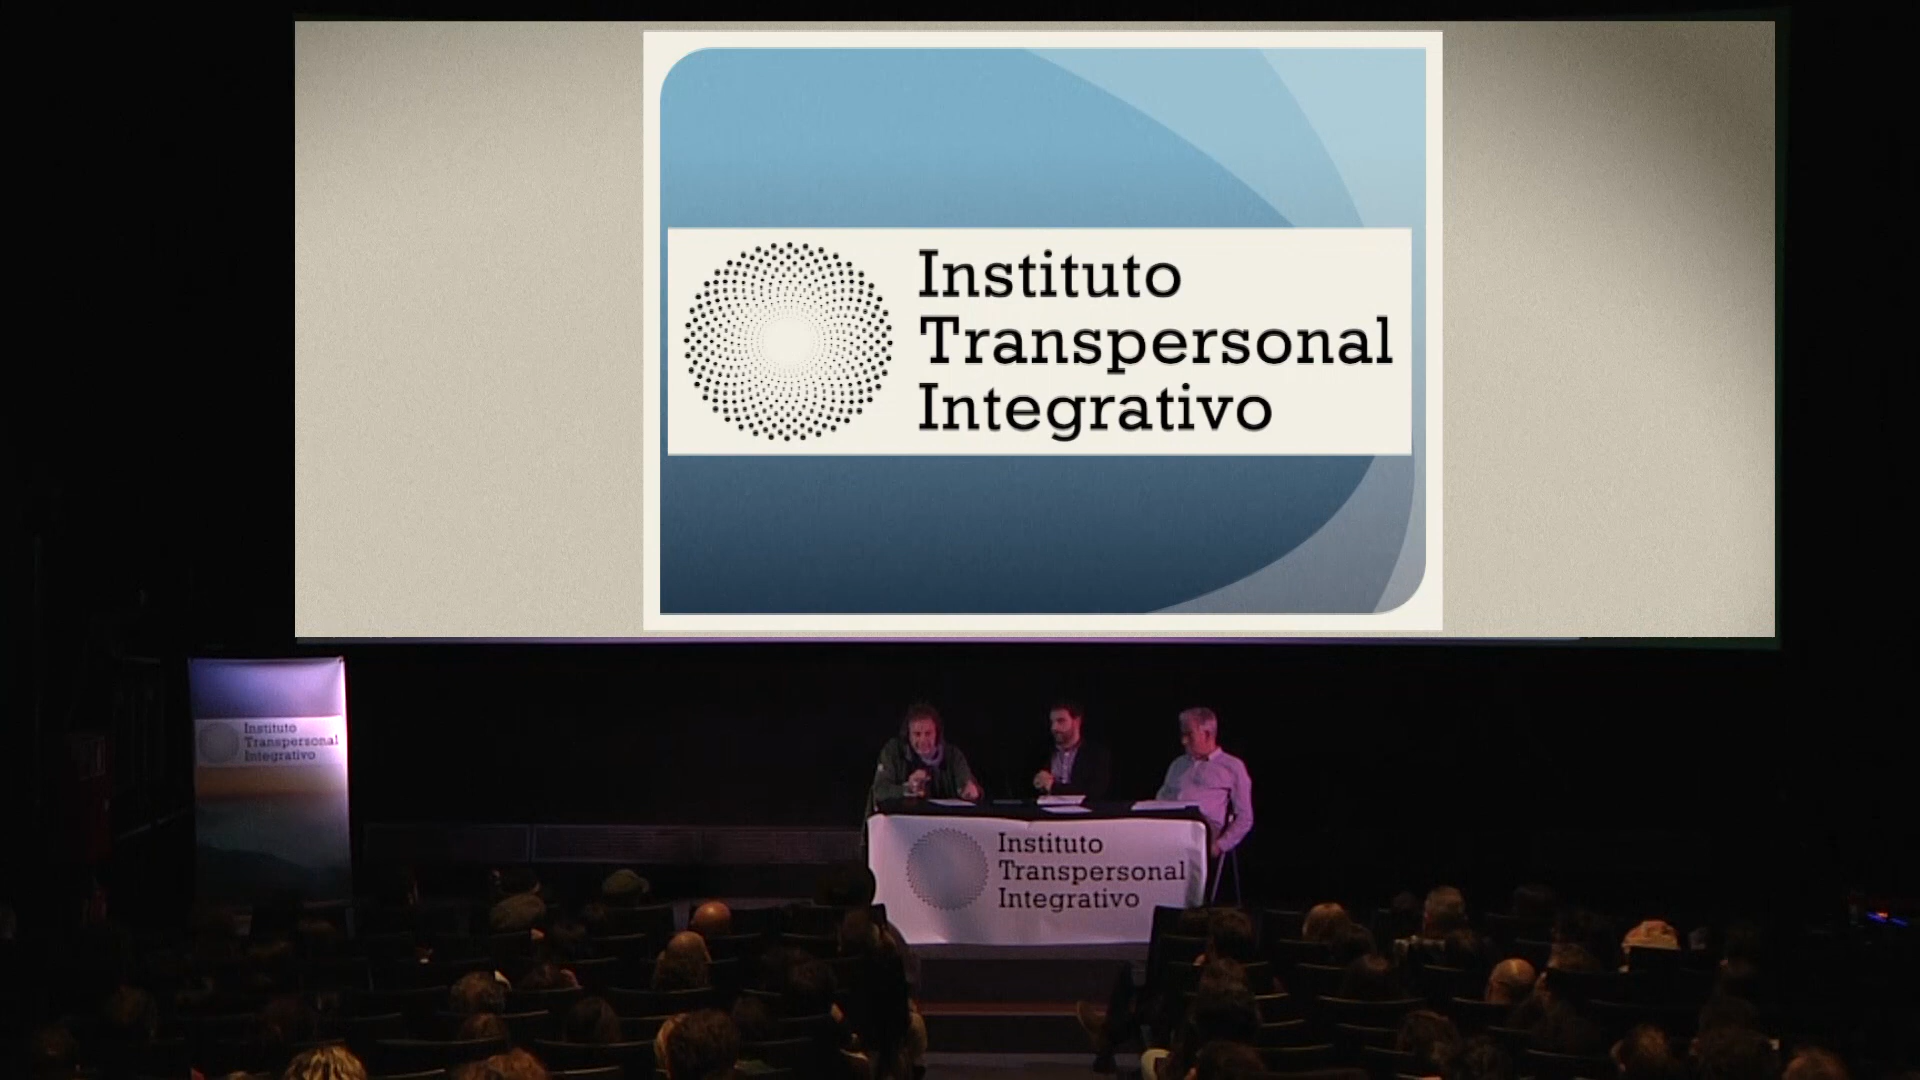 Instituto
Transpersonal
Integrativo
Instituto
Transpersonal
Integrativo
Instituto
Transpersonal
Integrativo